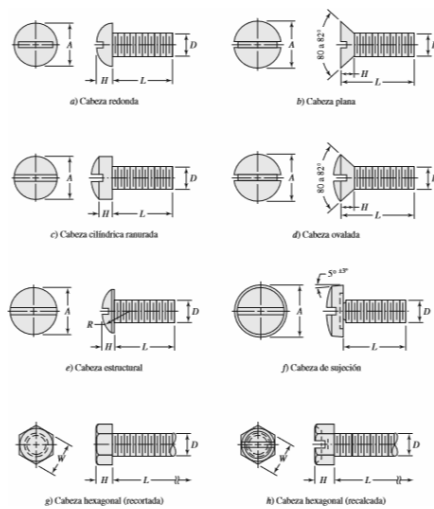 A H L D
a) Cabeza redonda
A 80 a 82° H L D
b) Cabeza plana
A H L D
c) Cabeza cilíndrica ranurada
A 80 a 82° H L D
d) Cabeza ovalada
A R H L D
e) Cabeza estructural
5° ±3° A H L D
f) Cabeza de sujeción
W H L D
g) Cabeza hexagonal (recortada)
W H L D
h) Cabeza hexagonal (recalcada)